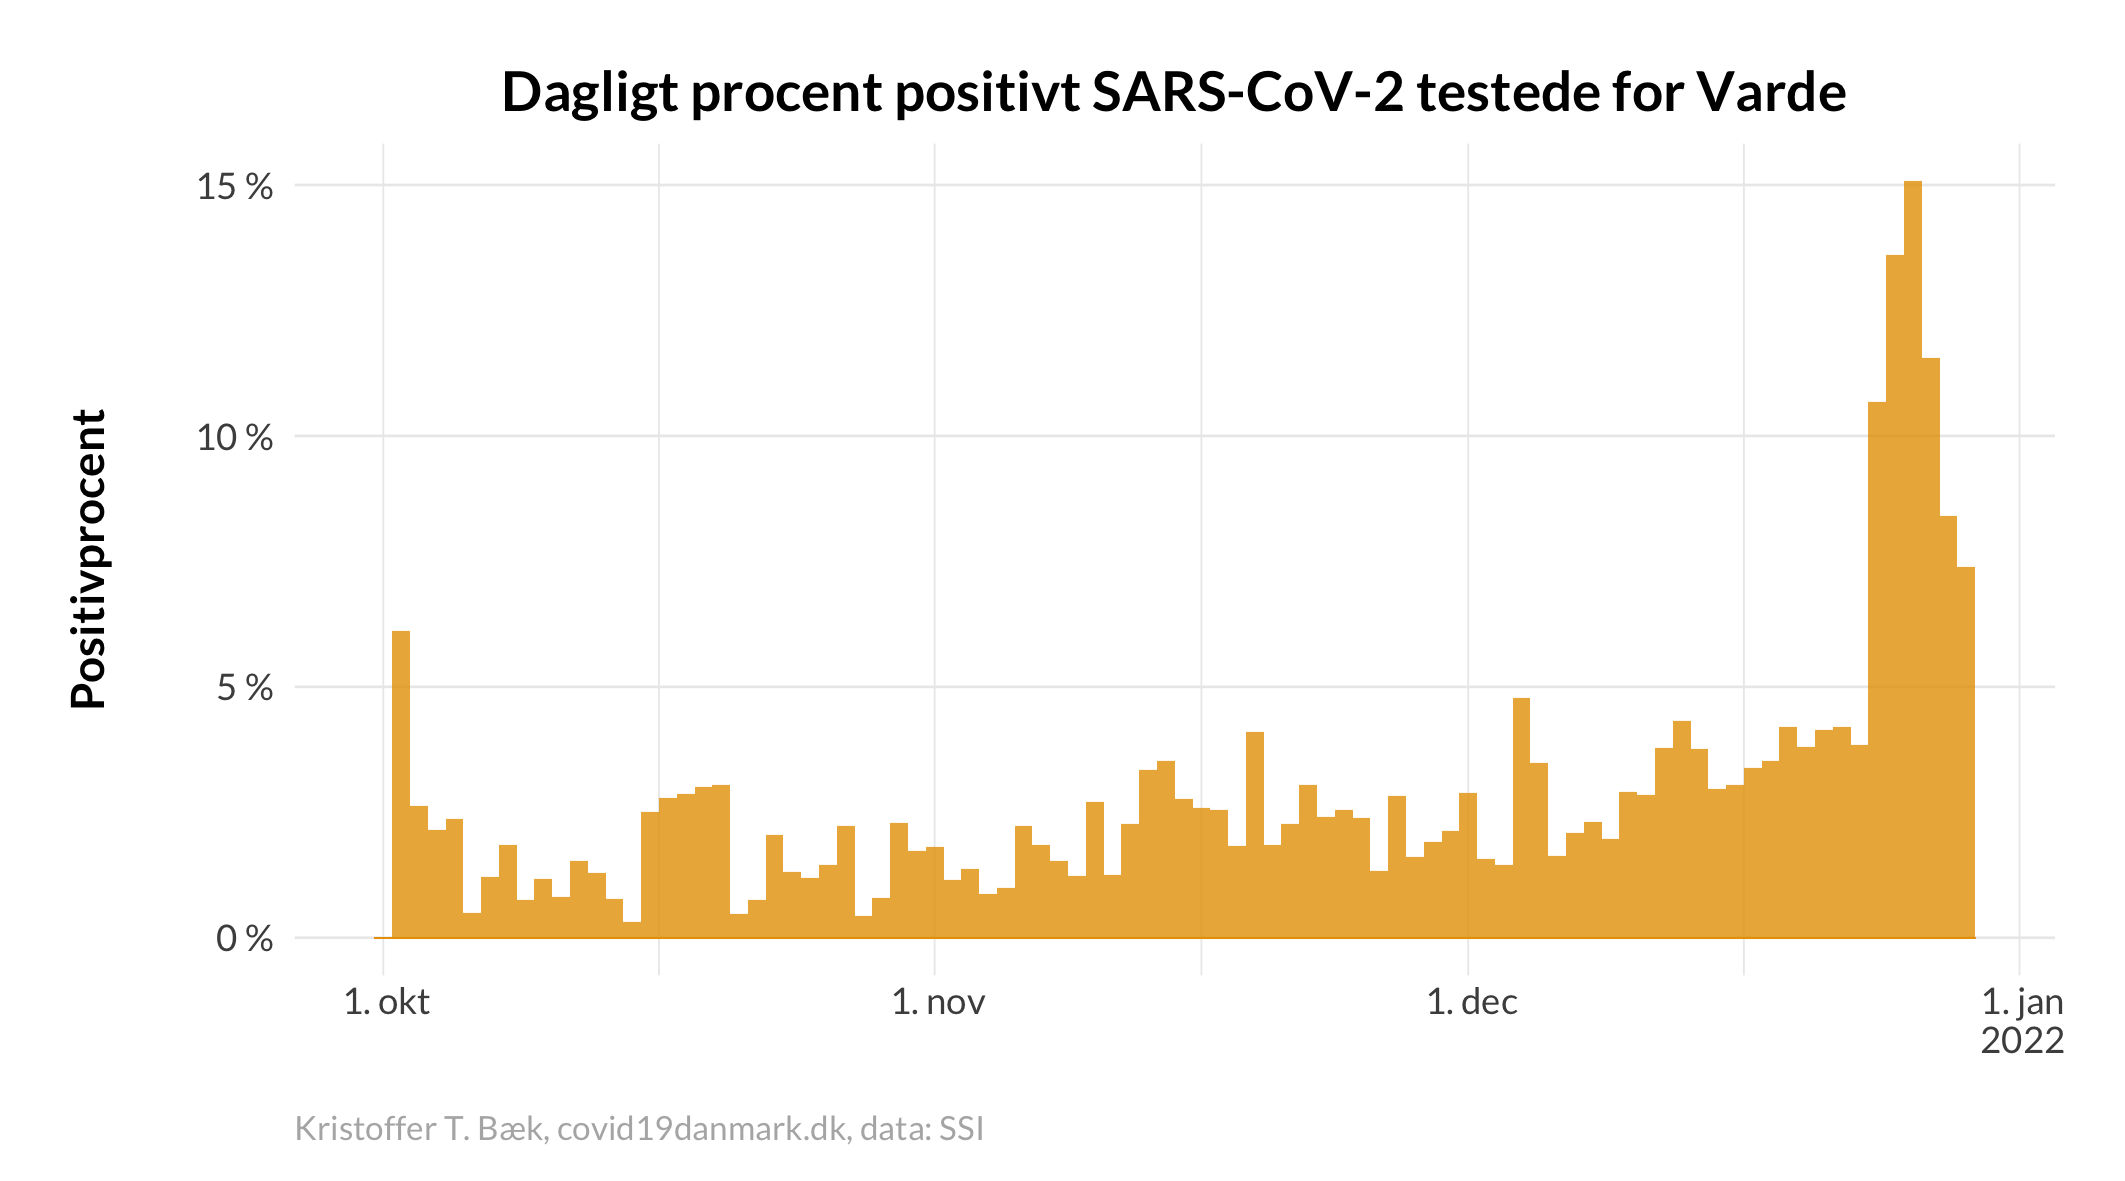 Dagligt procent positivt SARS-CoV-2 testede for Varde
Positivprocent
15 %
10 %
5 %
0 %
1. okt
1. nov
1. dec
1. jan
2022
Kristoffer T. Bæk, covid19danmark.dk, data: SSI